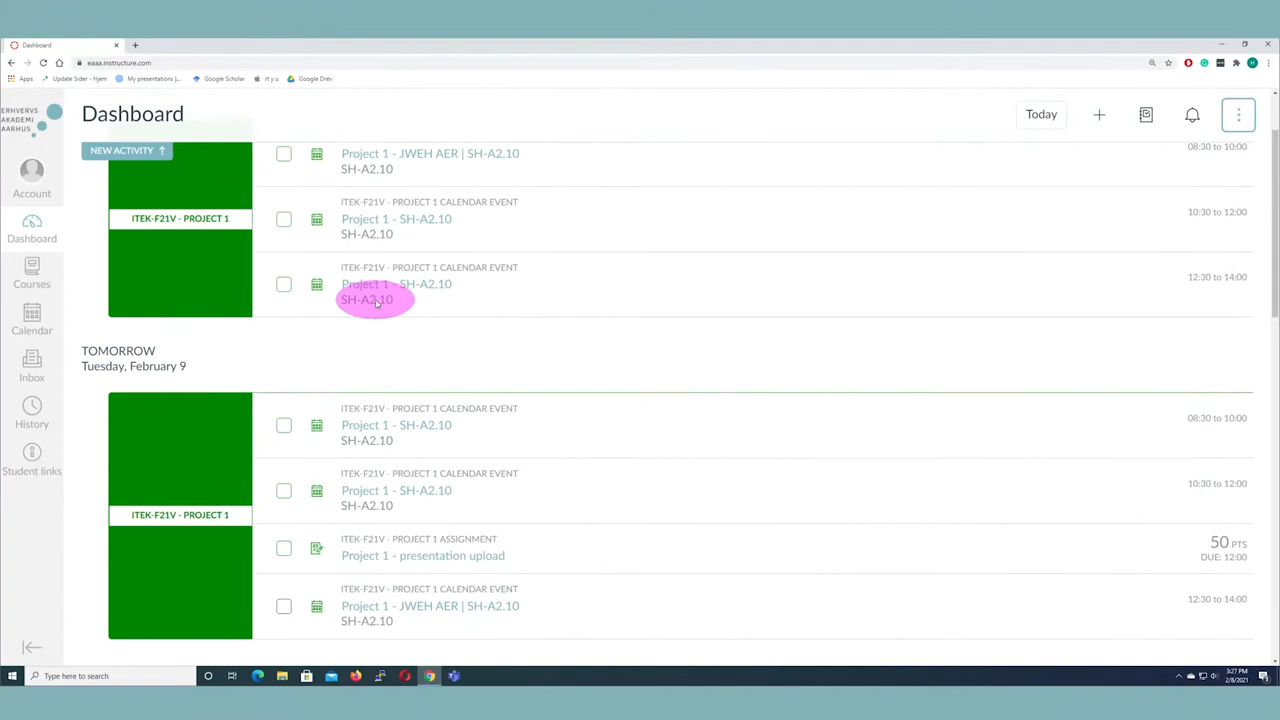 Dashboard
eaaa.instructure.com
Apps
Update Sider - Hjem
My presentations |...
Google Scholar
rt y u
Google Drev
ERHVERVS
AKADEMI
AARHUS
Dashboard
Today
NEW ACTIVITY
Account
Dashboard
Courses
Calendar
Inbox
History
Student links
ITEK-F21V - PROJECT 1
Project 1 - JWEH AER | SH-A2.10
SH-A2.10
08:30 to 10:00
ITEK-F21V - PROJECT 1 CALENDAR EVENT
Project 1 - SH-A2.10
SH-A2.10
10:30 to 12:00
ITEK-F21V - PROJECT 1 CALENDAR EVENT
Project 1 - SH-A2.10
SH-A2.10
12:30 to 14:00
TOMORROW
Tuesday, February 9
ITEK-F21V - PROJECT 1
ITEK-F21V - PROJECT 1 CALENDAR EVENT
Project 1 - SH-A2.10
SH-A2.10
08:30 to 10:00
ITEK-F21V - PROJECT 1 CALENDAR EVENT
Project 1 - SH-A2.10
SH-A2.10
10:30 to 12:00
ITEK-F21V - PROJECT 1 ASSIGNMENT
Project 1 - presentation upload
50 PTS
DUE: 12:00
ITEK-F21V - PROJECT 1 CALENDAR EVENT
Project 1 - JWEH AER | SH-A2.10
SH-A2.10
12:30 to 14:00
Type here to search
3:27 PM
2/8/2021